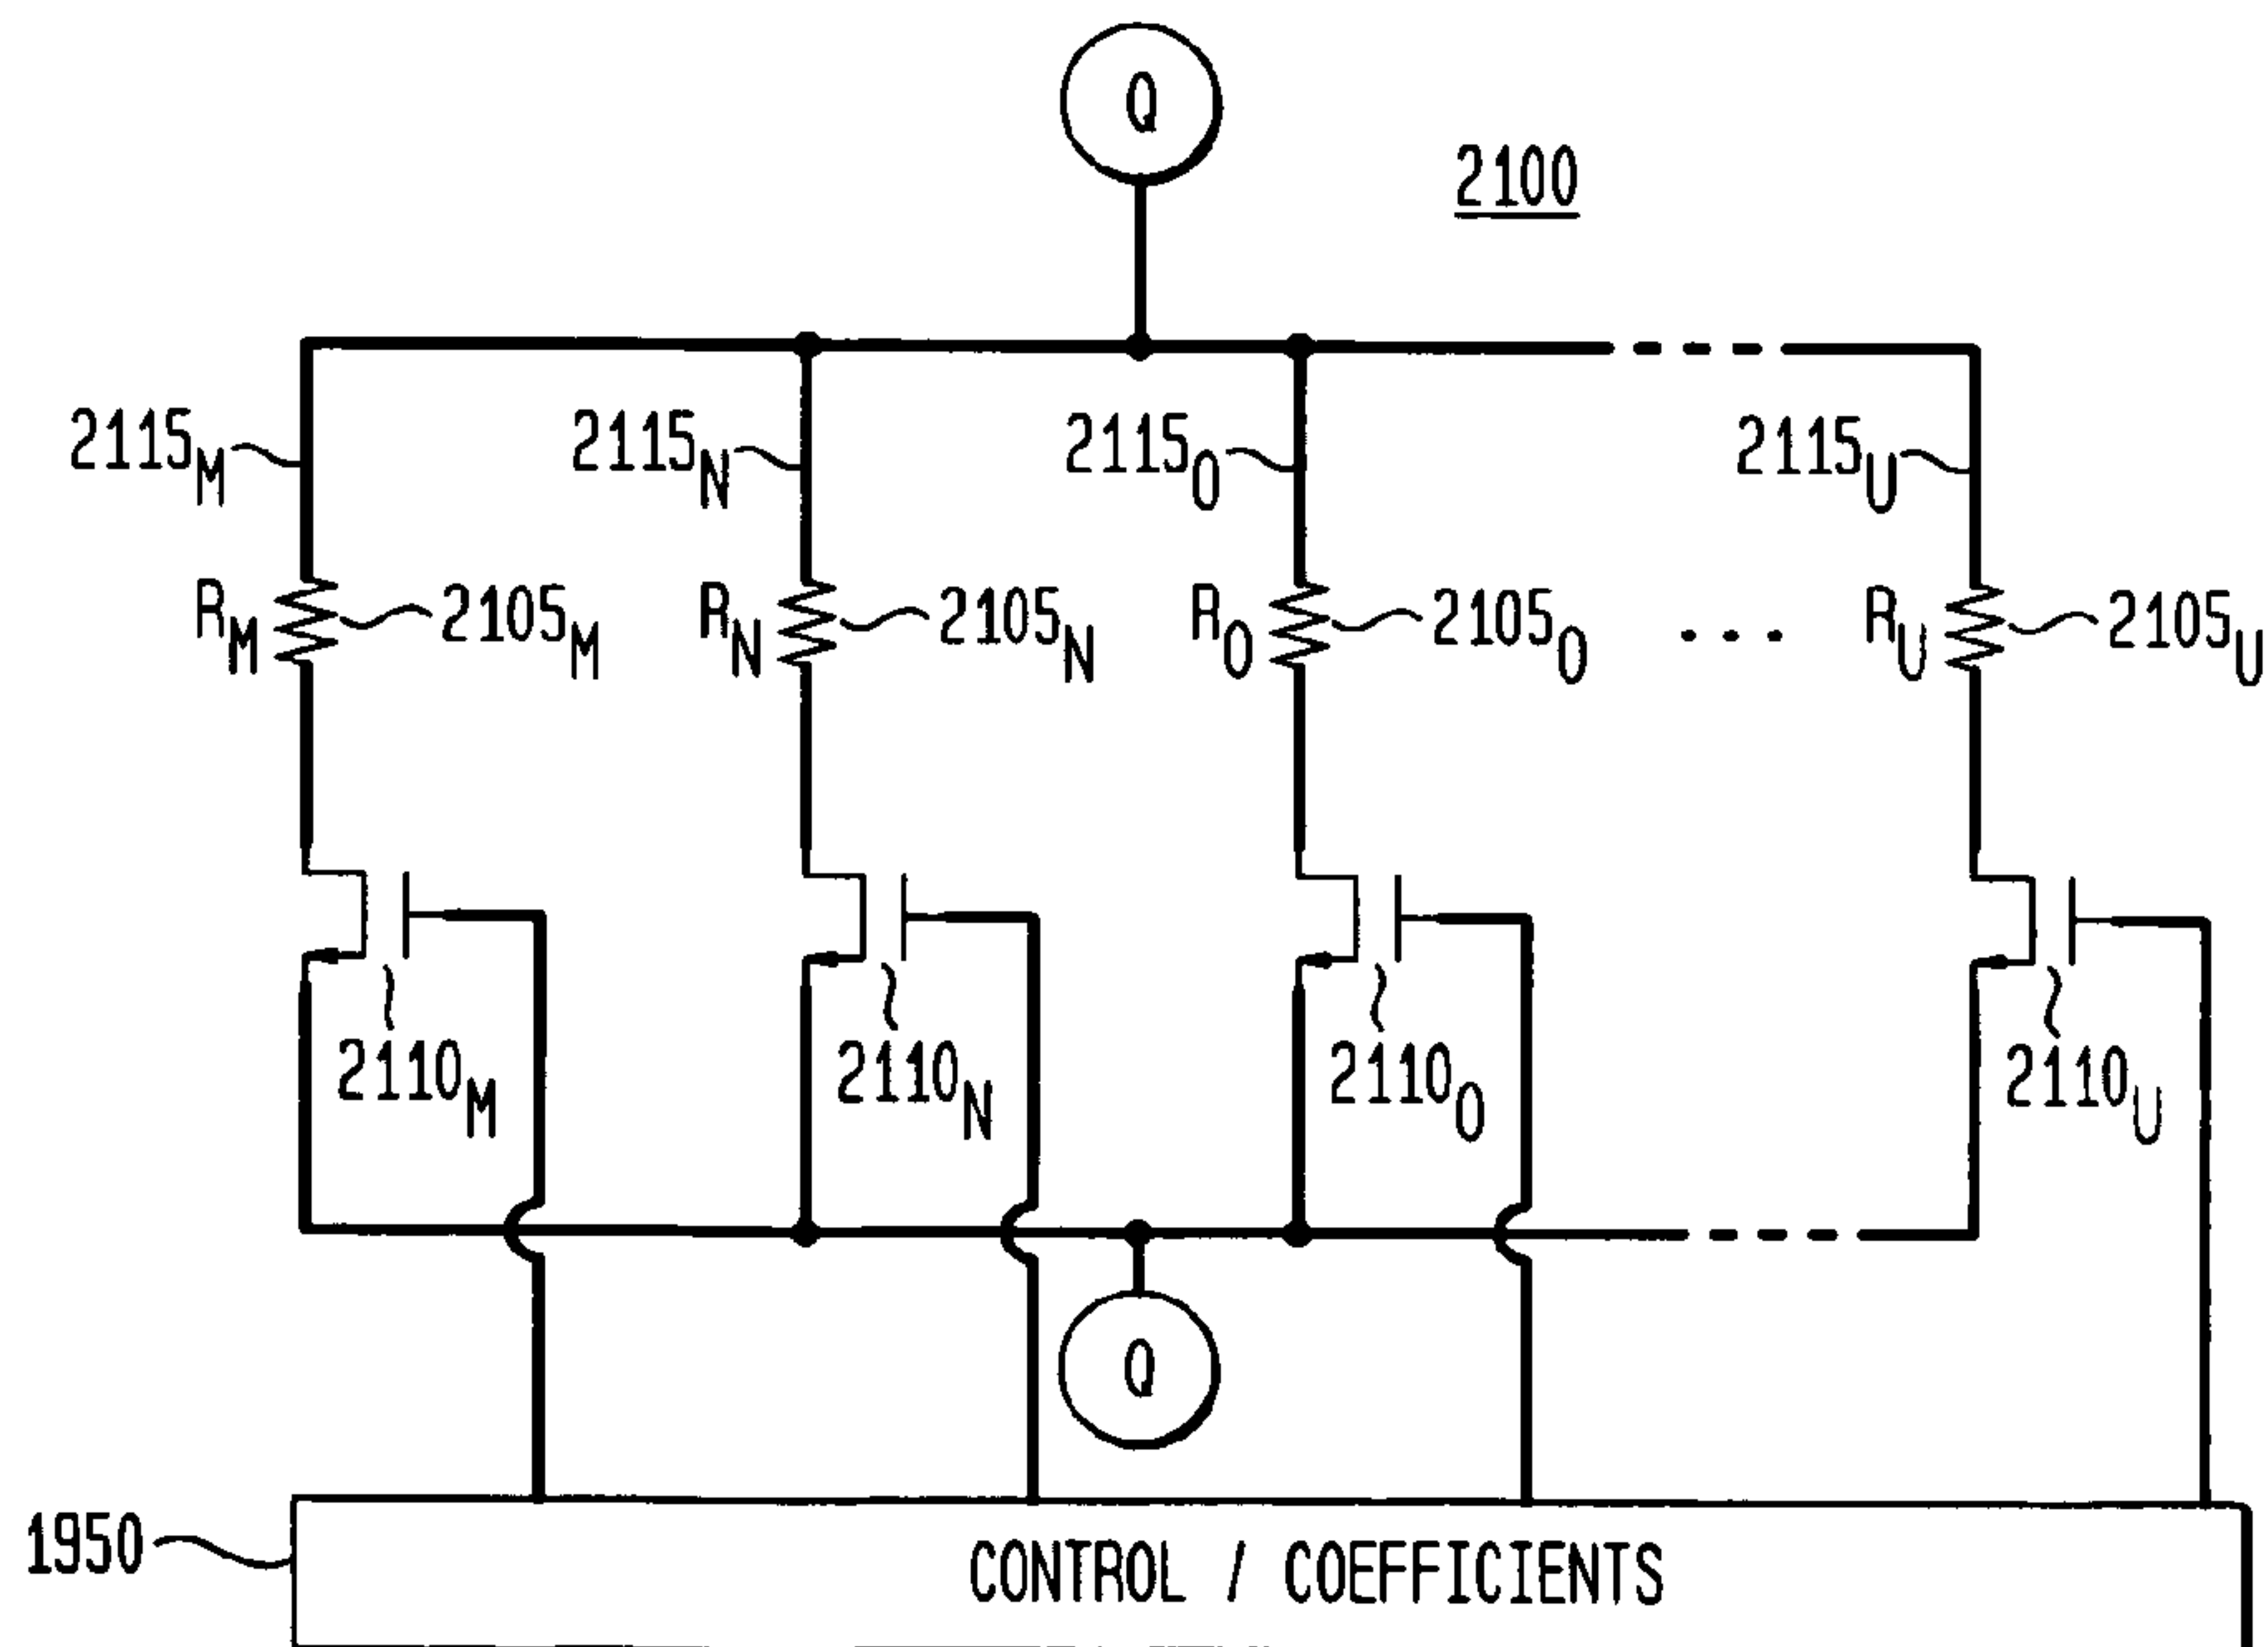 Q
2100
2115M 2115N 2115O 2115U
RM 2105M RN 2105N RO 2105O ... RU 2105U
2110M 2110N 2110O 2110U
Q
1950 CONTROL / COEFFICIENTS